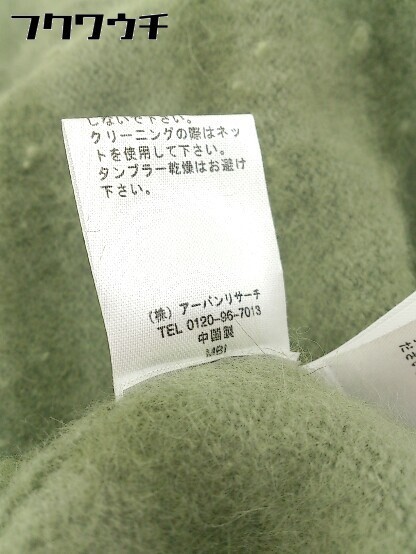 フクワウチ
しないで下さい。
クリーニングの際はネッ
トを使用して下さい。
タンブラー乾燥はお避け
下さい。
(株) アーバンリサーチ
TEL 0120-96-7013
中国製
MBI